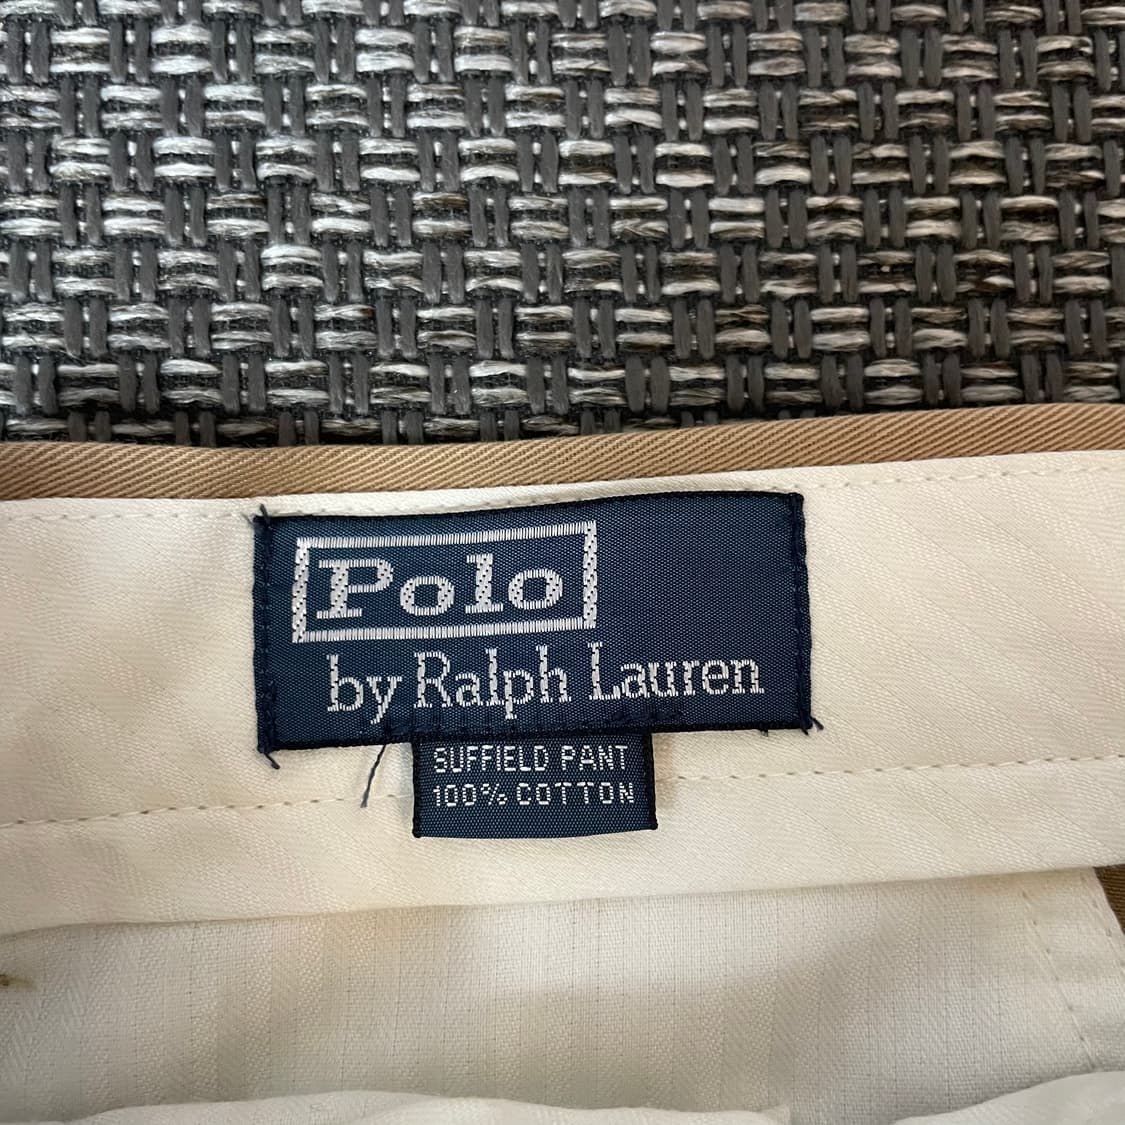 Polo
by Ralph Lauren
SUFFIELD PANT
100% COTTON